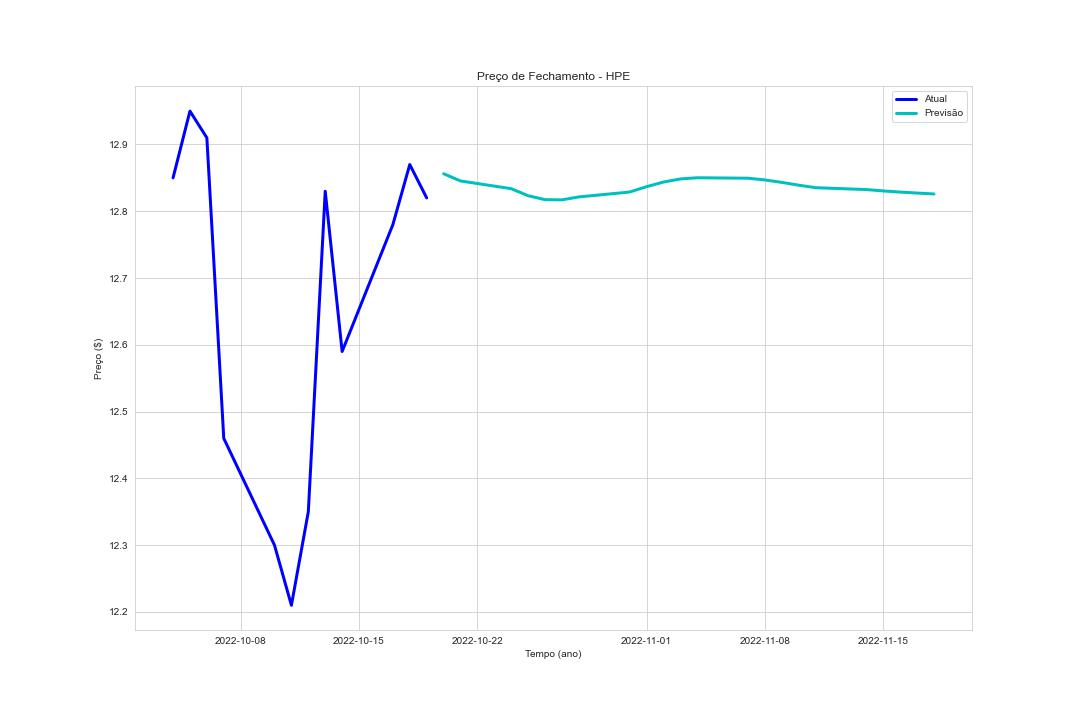 Preço de Fechamento - HPE
Atual
Previsão
12.9
12.8
12.7
12.6
12.5
12.4
12.3
12.2
Preço ($)
2022-10-08
2022-10-15
2022-10-22
2022-11-01
2022-11-08
2022-11-15
Tempo (ano)